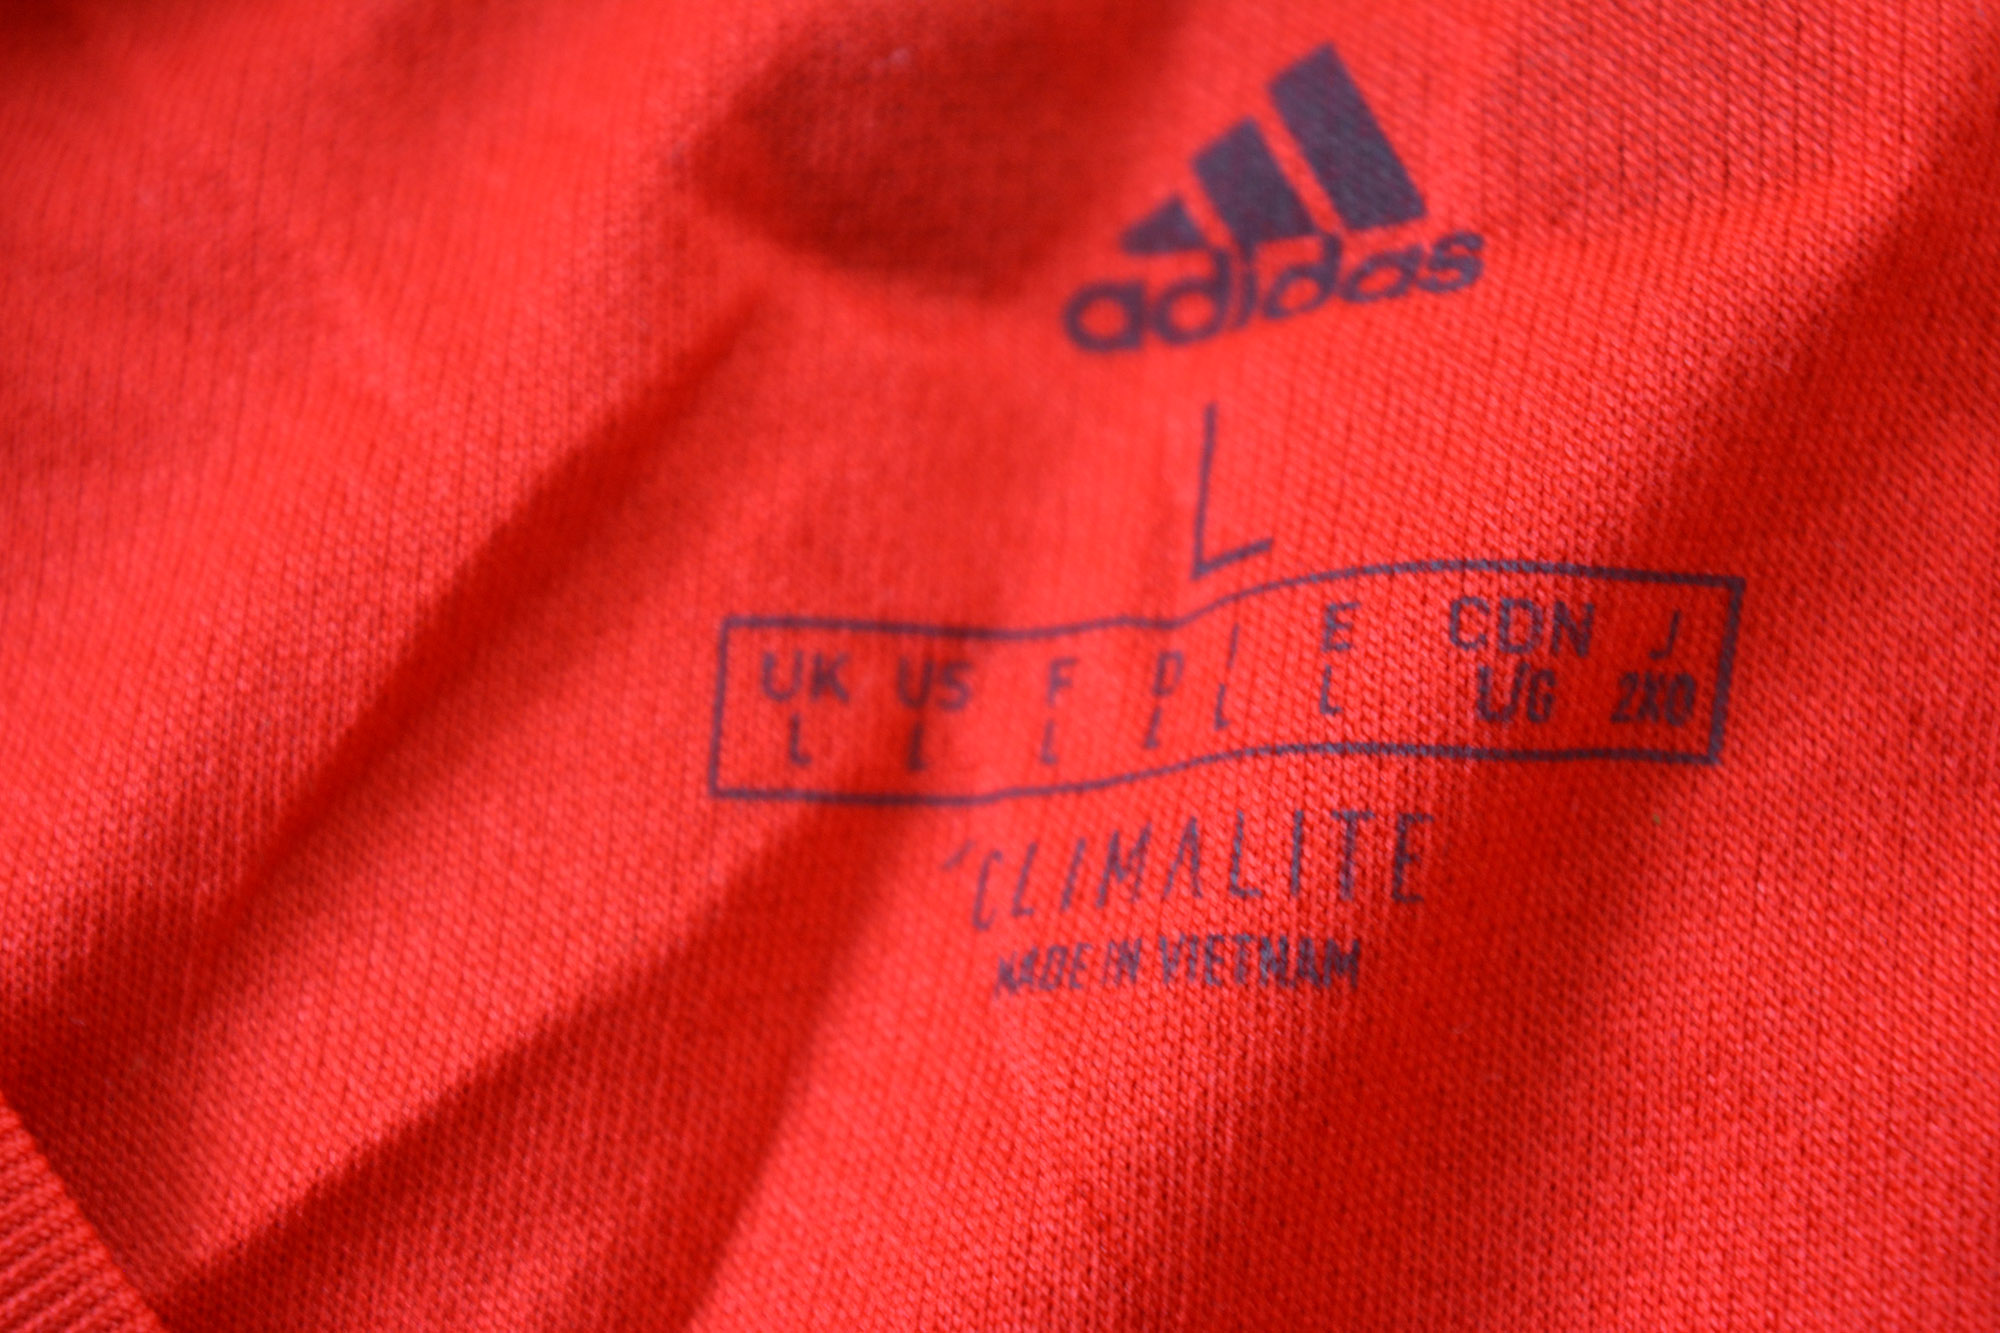 adidas
L
UK US F D I E CDN J
L L L L L L L/G 2XO
CLIMALITE
MADE IN VIETNAM